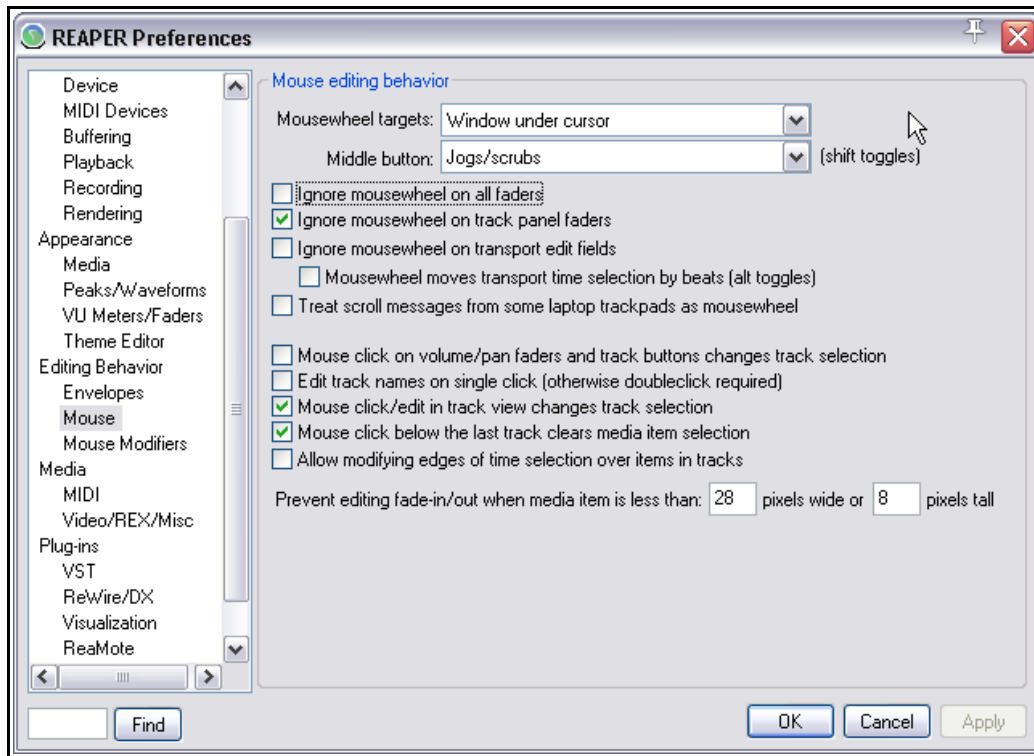 REAPER Preferences
Device
MIDI Devices
Buffering
Playback
Recording
Rendering
Appearance
Media
Peaks/Waveforms
VU Meters/Faders
Theme Editor
Editing Behavior
Envelopes
Mouse
Mouse Modifiers
Media
MIDI
Video/REX/Misc
Plug-ins
VST
ReWire/DX
Visualization
ReaMote
Find
Mouse editing behavior
Mousewheel targets: Window under cursor
Middle button: Jogs/scrubs (shift toggles)
Ignore mousewheel on all faders
Ignore mousewheel on track panel faders
Ignore mousewheel on transport edit fields
Mousewheel moves transport time selection by beats (alt toggles)
Treat scroll messages from some laptop trackpads as mousewheel
Mouse click on volume/pan faders and track buttons changes track selection
Edit track names on single click (otherwise doubleclick required)
Mouse click/edit in track view changes track selection
Mouse click below the last track clears media item selection
Allow modifying edges of time selection over items in tracks
Prevent editing fade-in/out when media item is less than: 28 pixels wide or 8 pixels tall
OK Cancel Apply